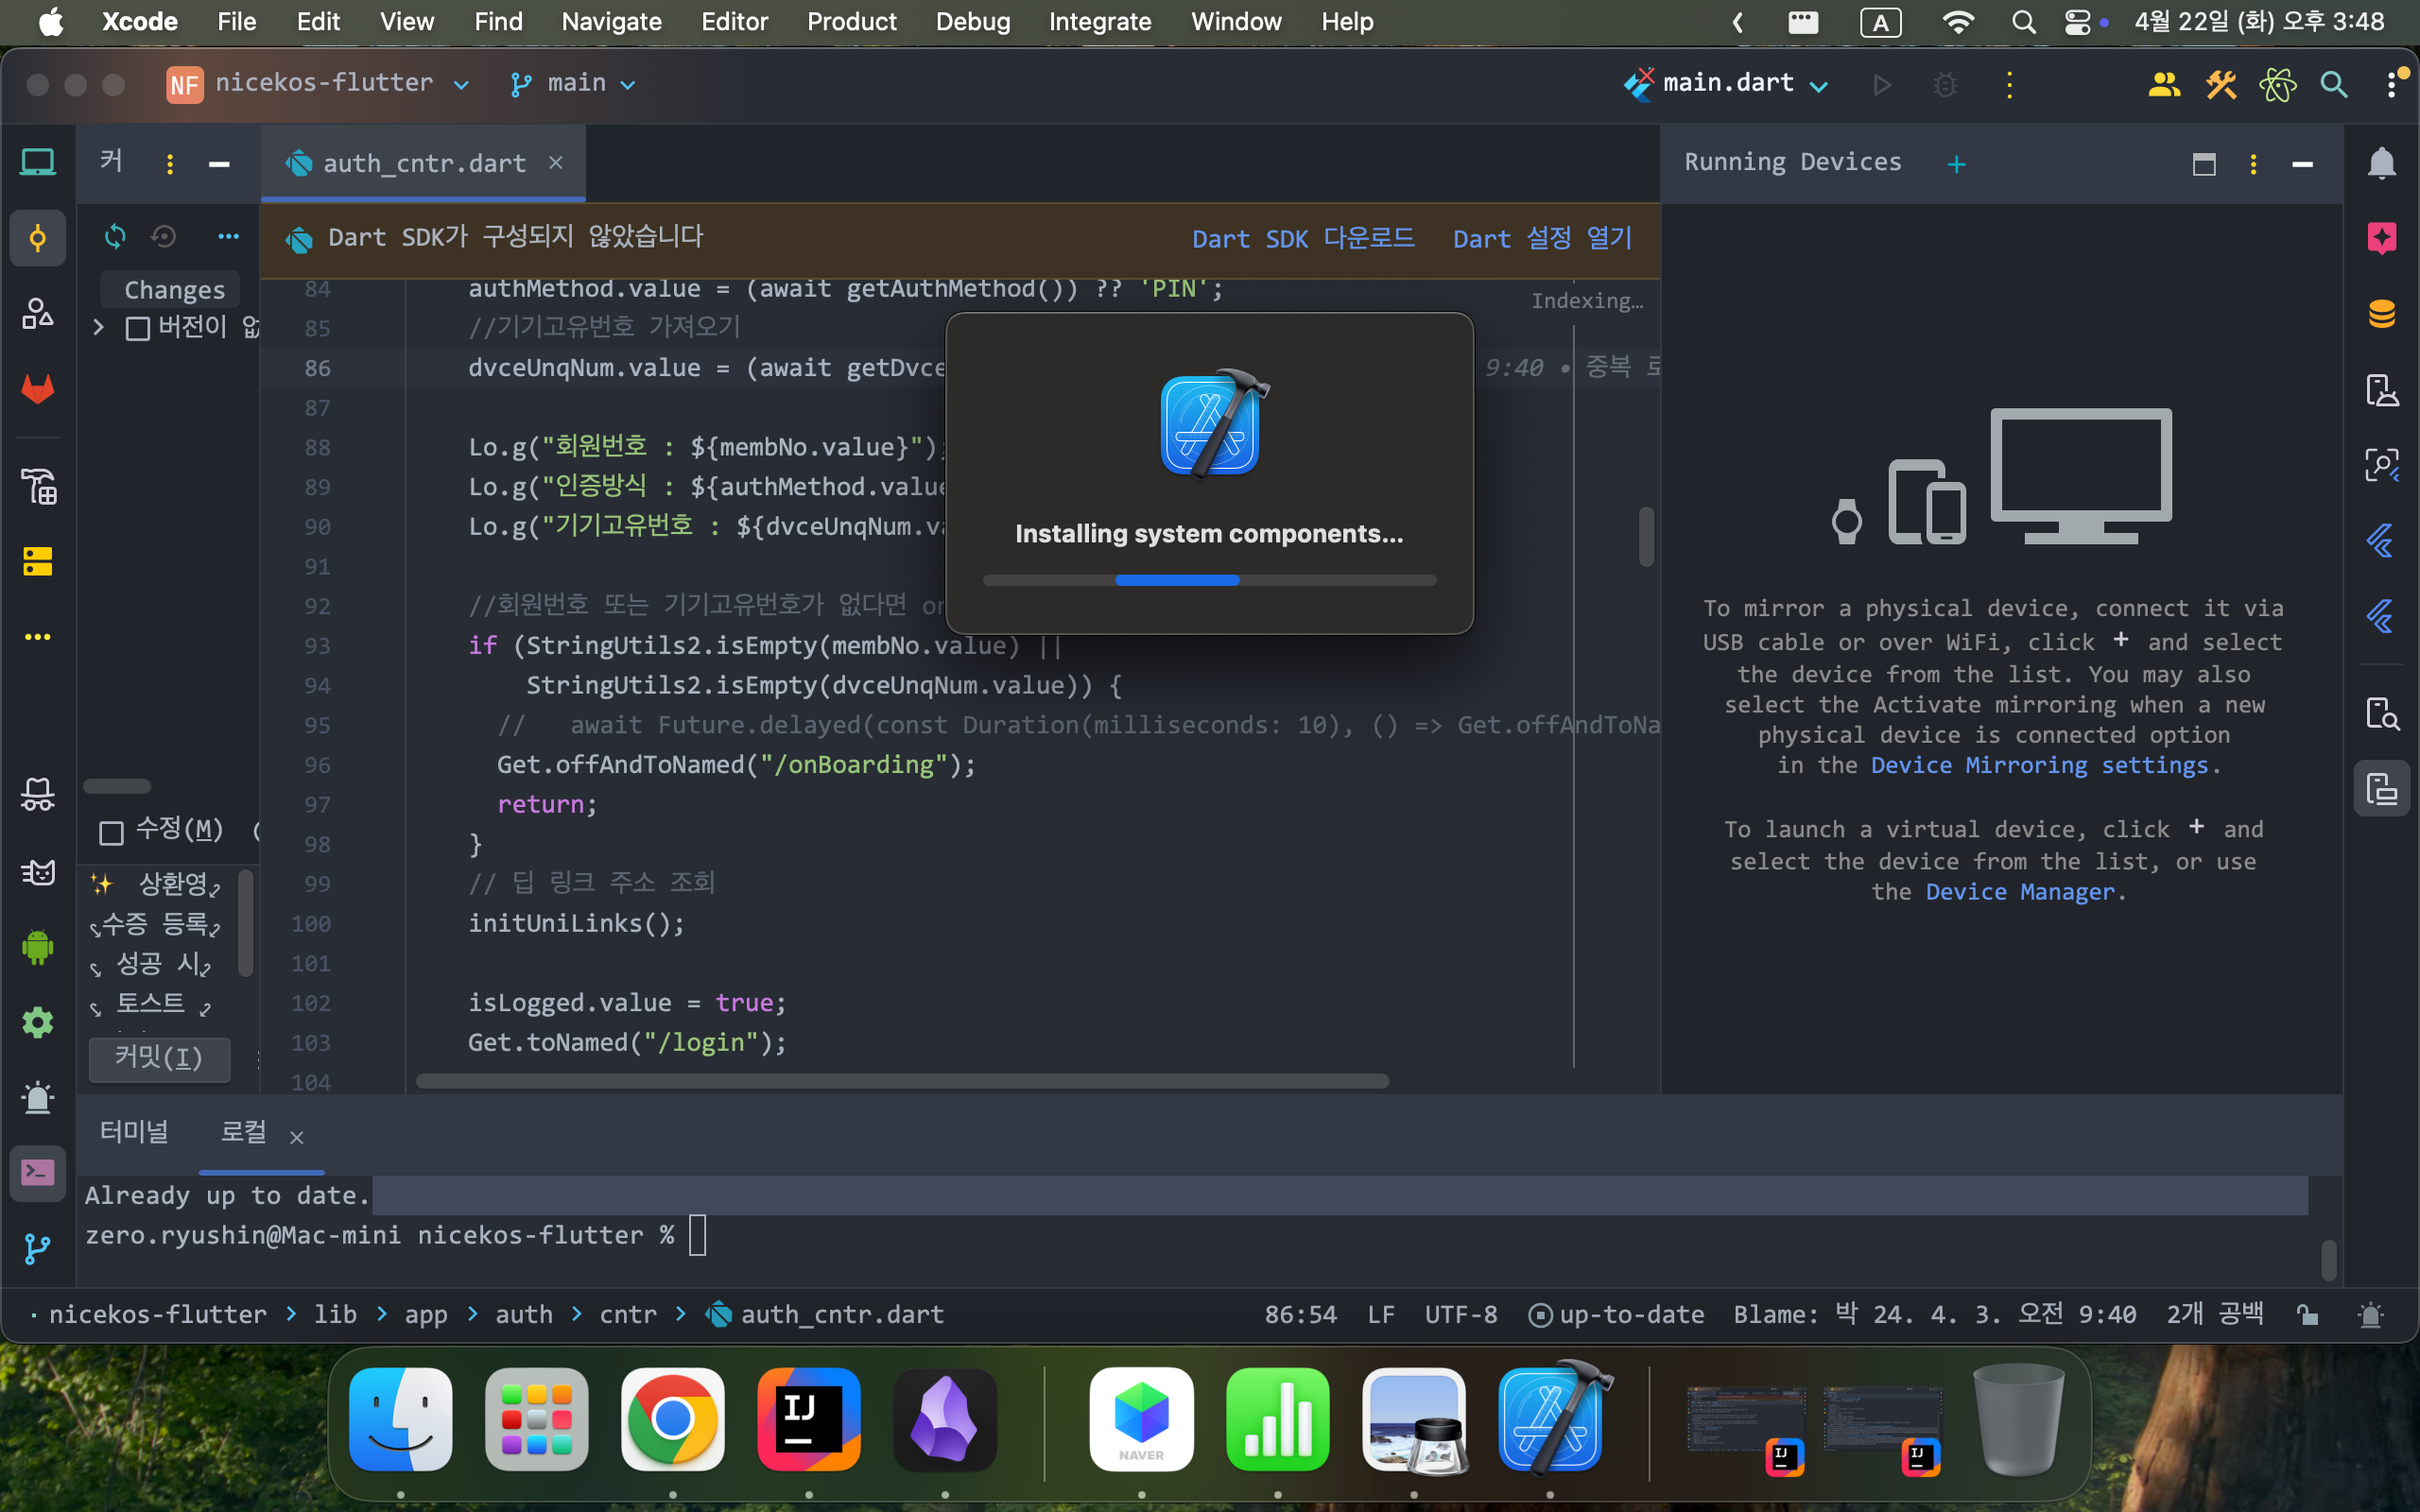 Xcode File Edit View Find Navigate Editor Product Debug Integrate Window Help A 4월 22일 (화) 오후 3:48
NF nicekos-flutter main main.dart
커
auth_cntr.dart
Running Devices +
Dart SDK가 구성되지 않았습니다 Dart SDK 다운로드 Dart 설정 열기
Changes
버전이 없
Indexing...
84 authMethod.value = (await getAuthMethod()) ?? 'PIN';
85 //기기고유번호 가져오기
86 dvceUnqNum.value = (await getDvce 9:40 • 중복 로
87
88 Lo.g("회원번호 : ${membNo.value}");
89 Lo.g("인증방식 : ${authMethod.value
90 Lo.g("기기고유번호 : ${dvceUnqNum.va
91
92 //회원번호 또는 기기고유번호가 없다면 on
93 if (StringUtils2.isEmpty(membNo.value) ||
94 StringUtils2.isEmpty(dvceUnqNum.value)) {
95 // await Future.delayed(const Duration(milliseconds: 10), () => Get.offAndToNa
96 Get.offAndToNamed("/onBoarding");
97 return;
98 }
99 // 딥 링크 주소 조회
100 initUniLinks();
101
102 isLogged.value = true;
103 Get.toNamed("/login");
104
Installing system components...
To mirror a physical device, connect it via
USB cable or over WiFi, click + and select
the device from the list. You may also
select the Activate mirroring when a new
physical device is connected option
in the Device Mirroring settings.
To launch a virtual device, click + and
select the device from the list, or use
the Device Manager.
수정(M)
상환영
수증 등록
성공 시
토스트
커밋(I)
터미널 로컬
Already up to date.
zero.ryushin@Mac-mini nicekos-flutter %
nicekos-flutter > lib > app > auth > cntr > auth_cntr.dart 86:54 LF UTF-8 up-to-date Blame: 박 24. 4. 3. 오전 9:40 2개 공백
IJ NAVER IJ IJ